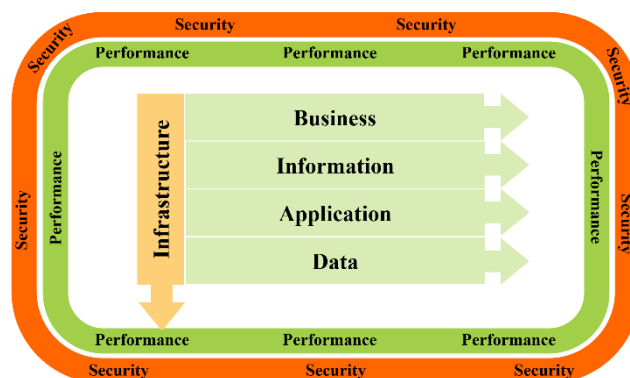 Security Security
Security
Security
Performance Performance Performance
Business
Information
Application
Data
Infrastructure
Performance
Performance
Security
Security
Performance Performance Performance
Security Security Security